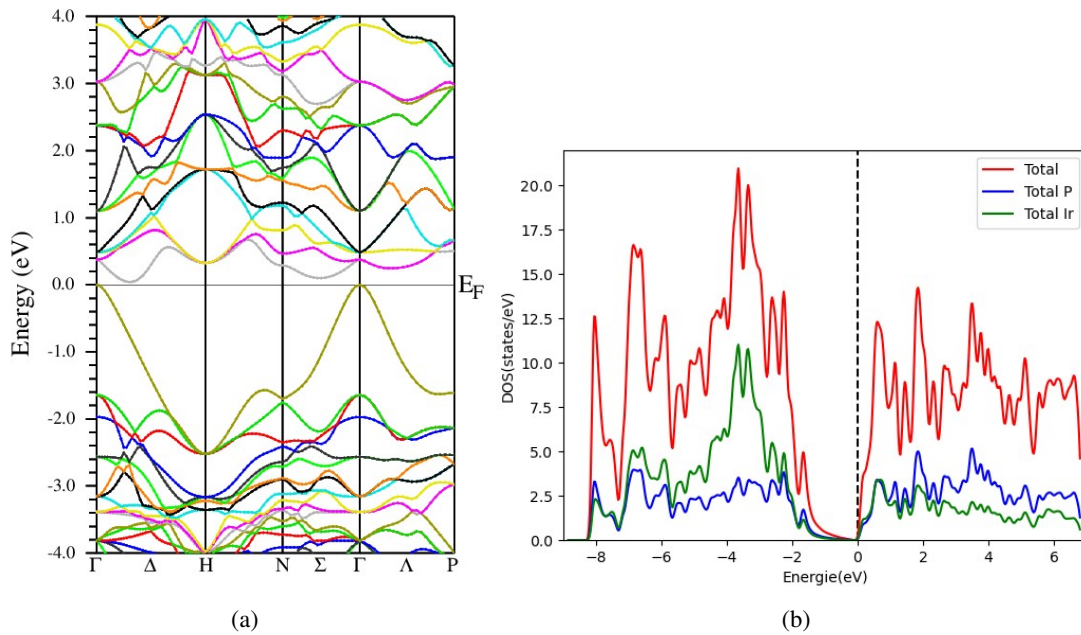 4.0
3.0
2.0
1.0
0.0
-1.0
-2.0
-3.0
-4.0
Energy (eV)
E_F
Γ Δ H N Σ Γ Λ P
(a)
20.0
17.5
15.0
12.5
10.0
7.5
5.0
2.5
0.0
DOS(states/eV)
Total
Total P
Total Ir
−8 −6 −4 −2 0 2 4 6
Energie(eV)
(b)